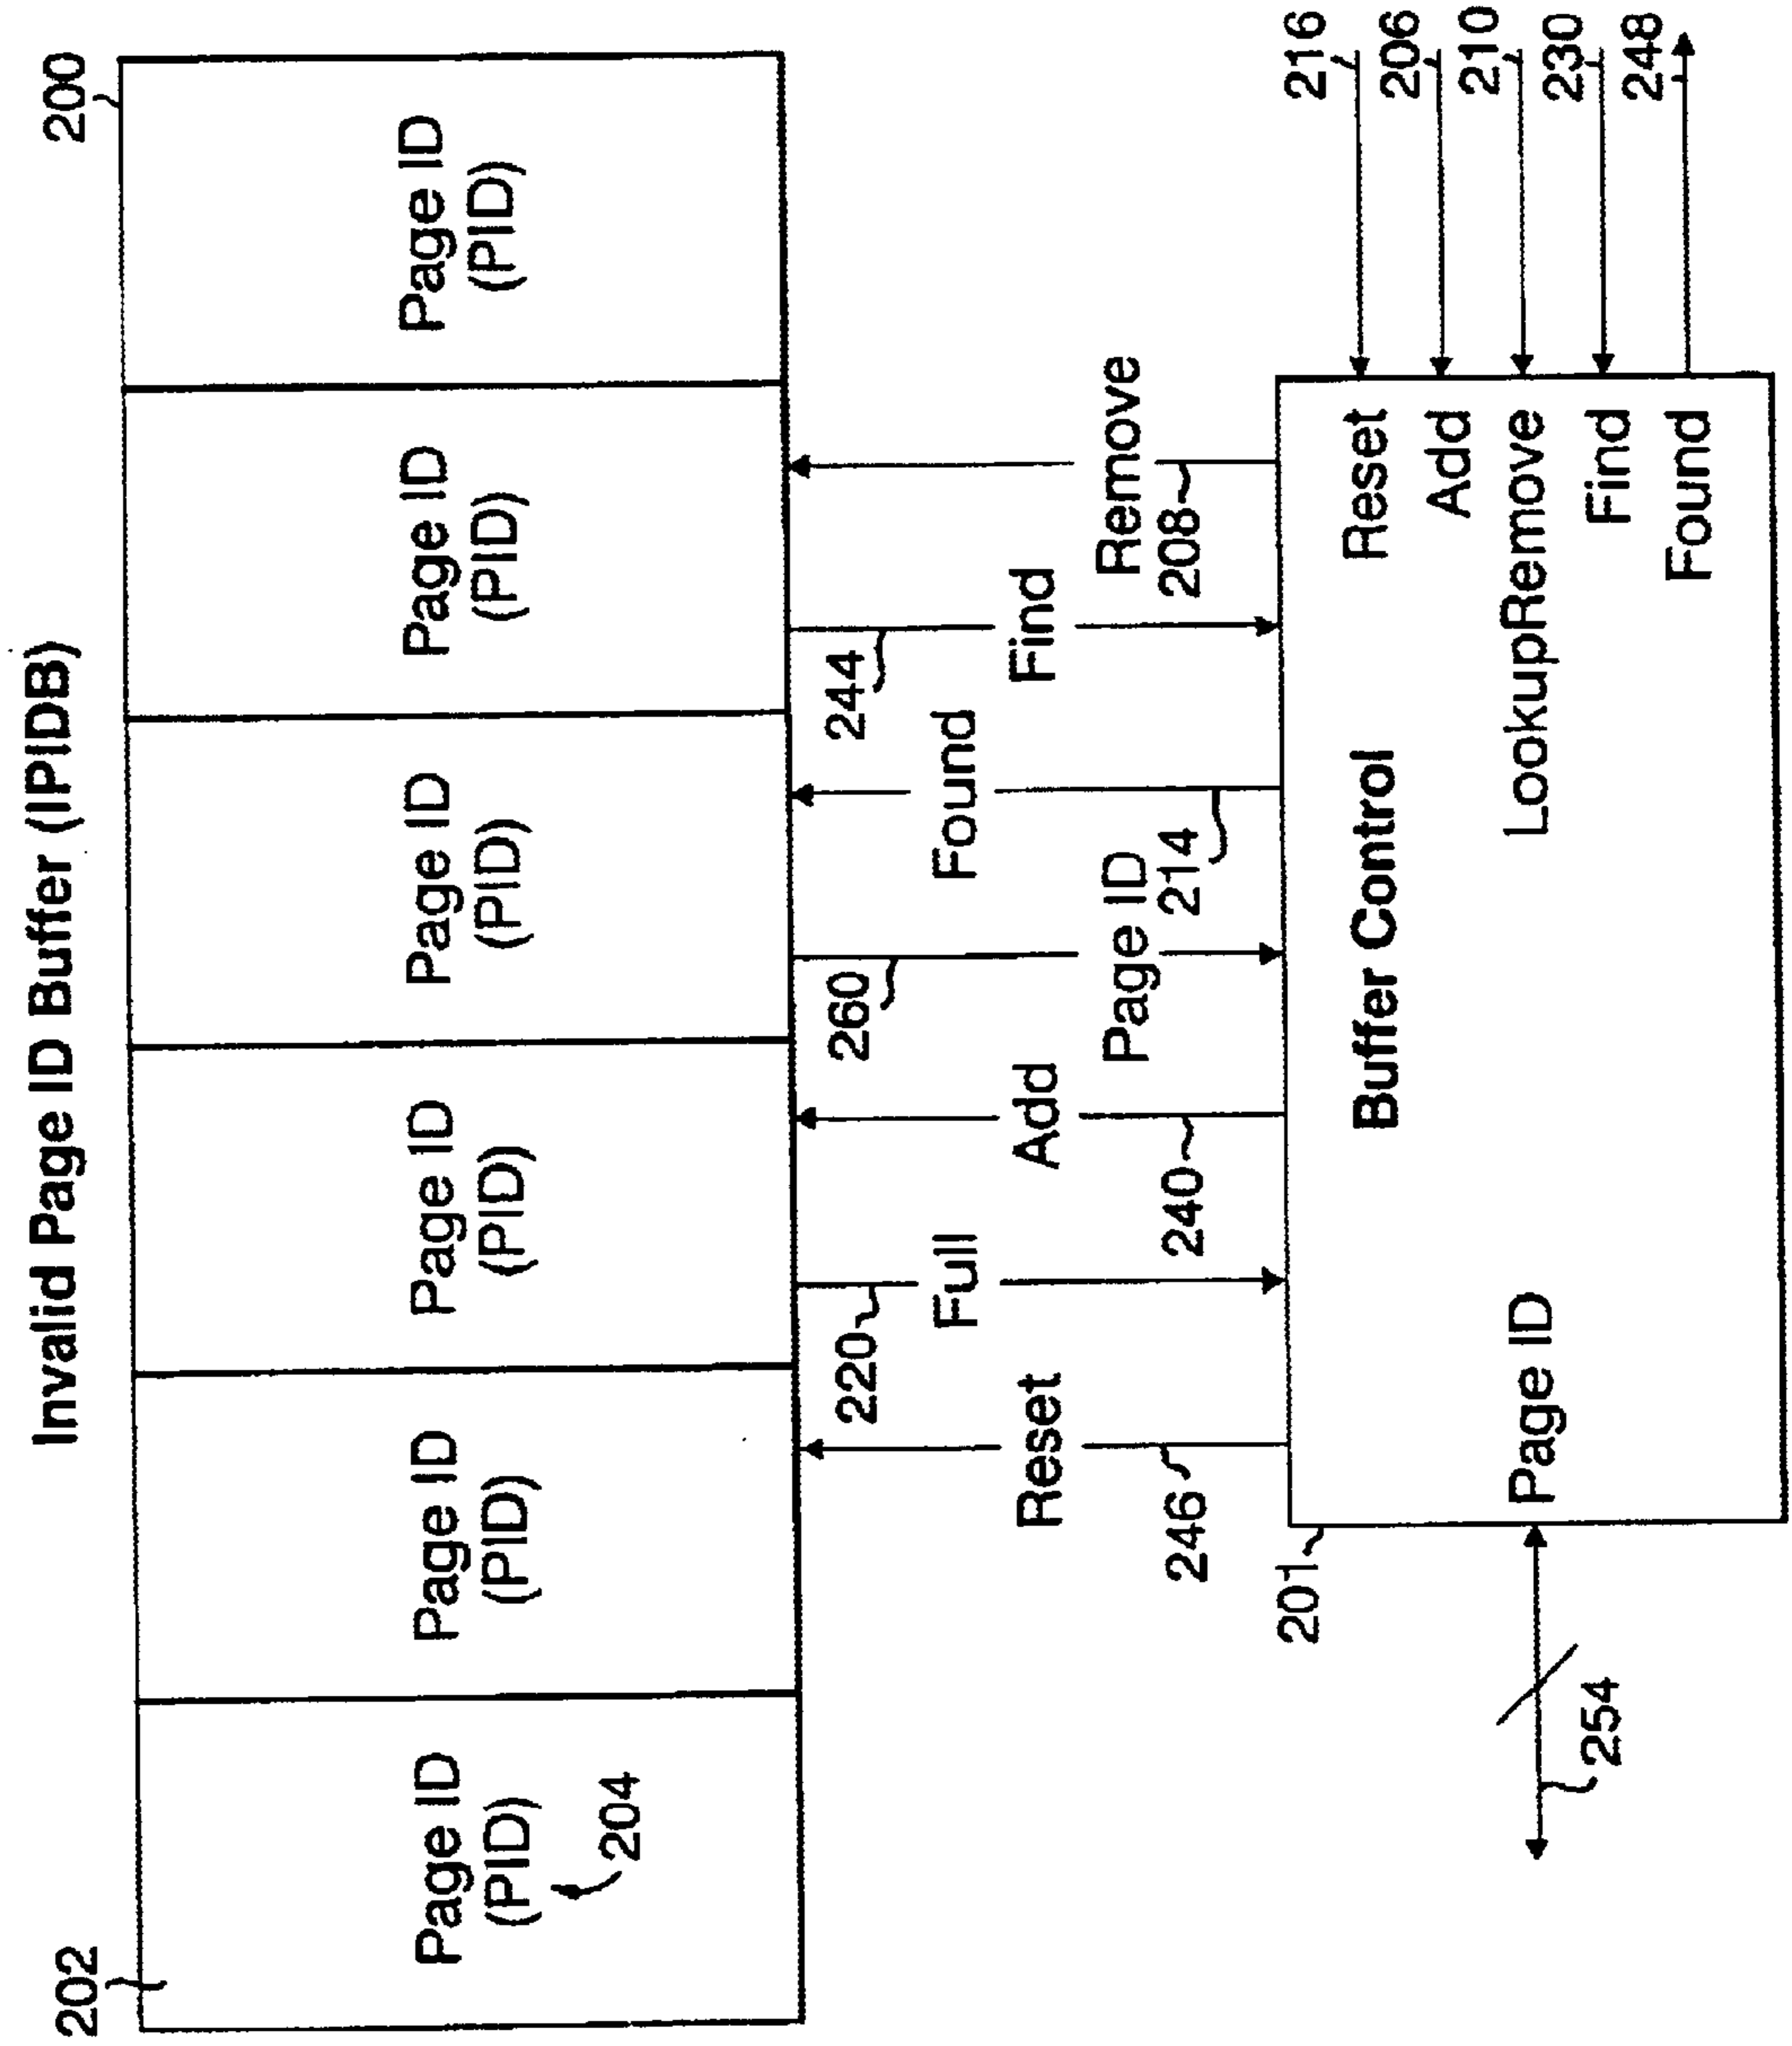 Invalid Page ID Buffer (IPIDB)
202
200
Page ID
(PID)
204
Page ID
(PID)
Page ID
(PID)
Page ID
(PID)
Page ID
(PID)
Page ID
(PID)
Reset
246
220
Full
Add
240
260
Page ID
214
Found
244
Find
Remove
208
201
Buffer Control
Page ID
254
Reset
Add
LookupRemove
Find
Found
216
206
210
230
248